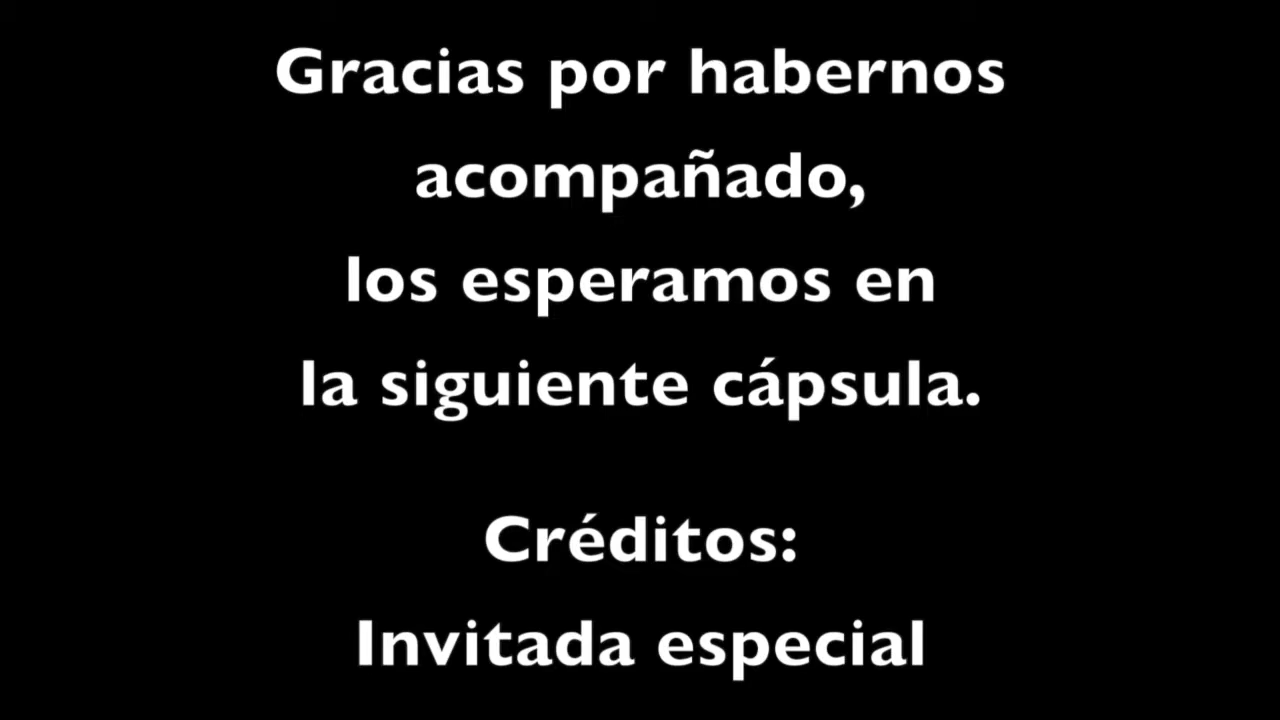 Gracias por habernos
acompañado,
los esperamos en
la siguiente cápsula.
Créditos:
Invitada especial